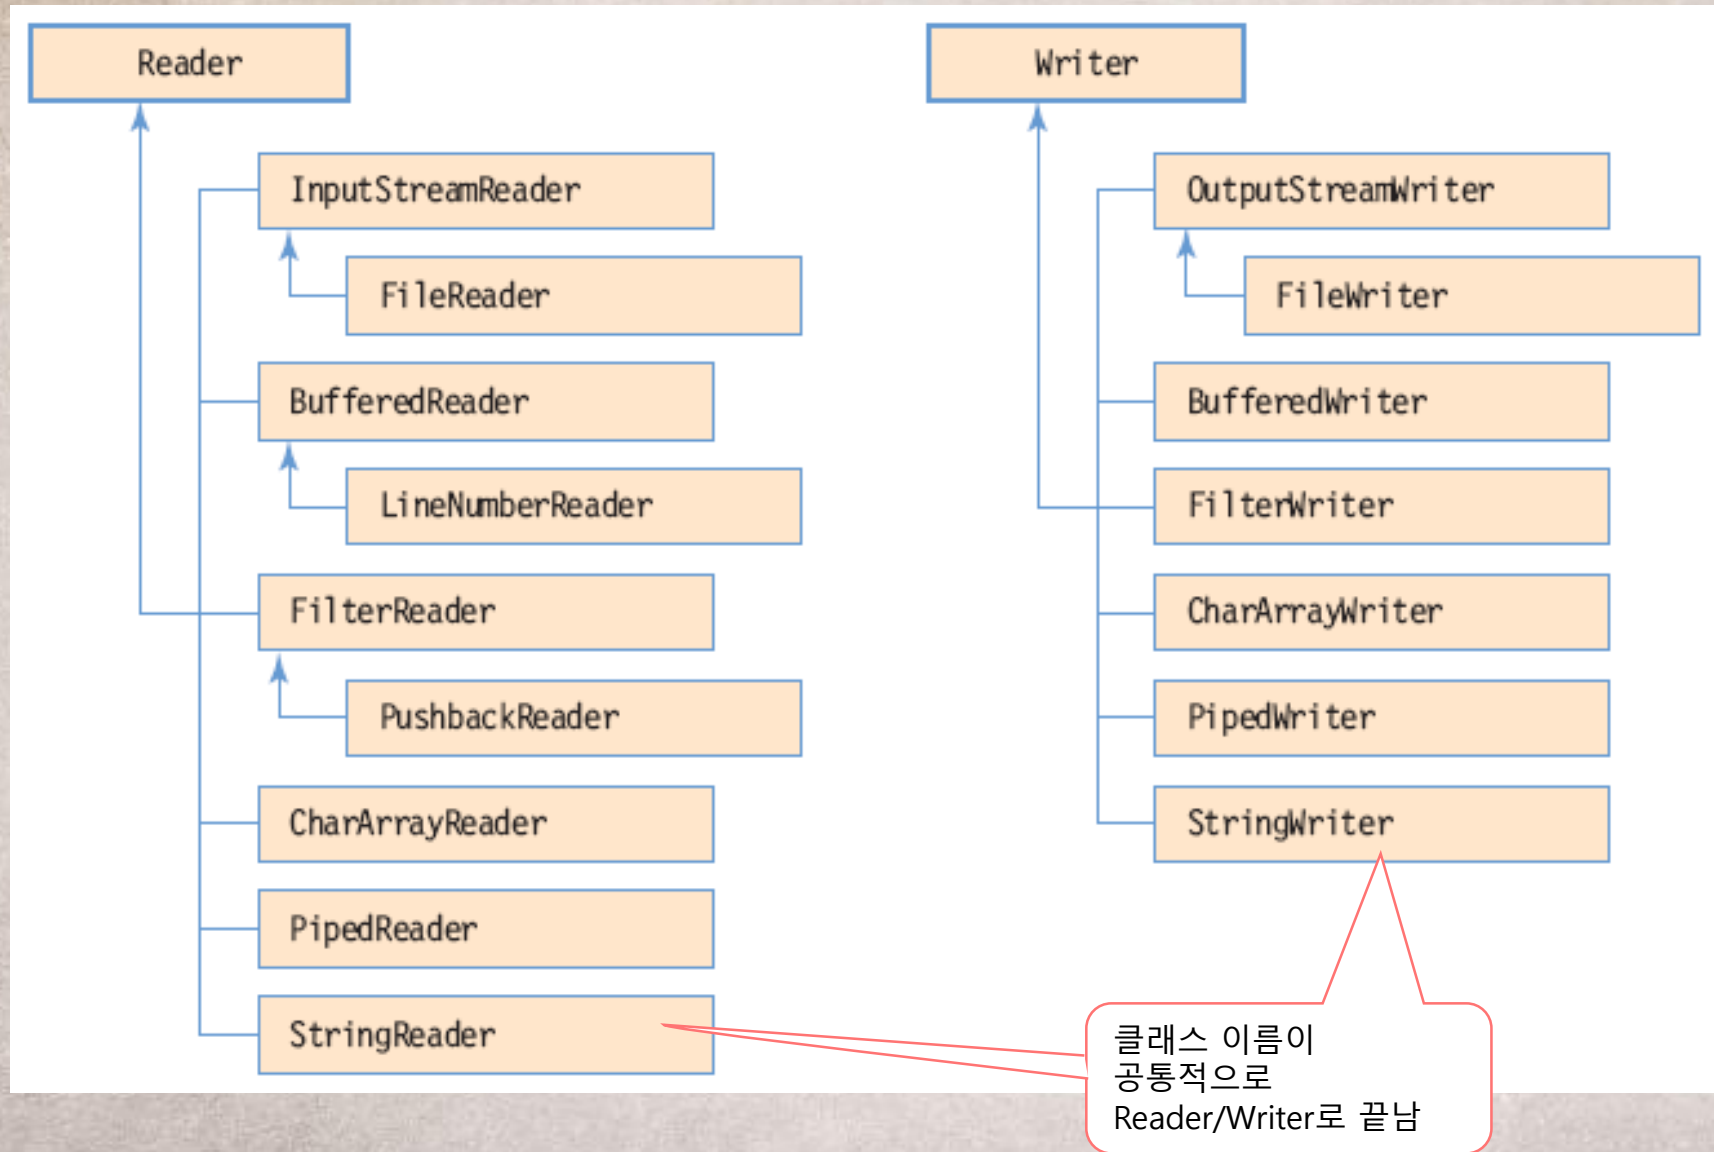 Reader
InputStreamReader
FileReader
BufferedReader
LineNumberReader
FilterReader
PushbackReader
CharArrayReader
PipedReader
StringReader
Writer
OutputStreamWriter
FileWriter
BufferedWriter
FilterWriter
CharArrayWriter
PipedWriter
StringWriter
클래스 이름이
공통적으로
Reader/Writer로 끝남